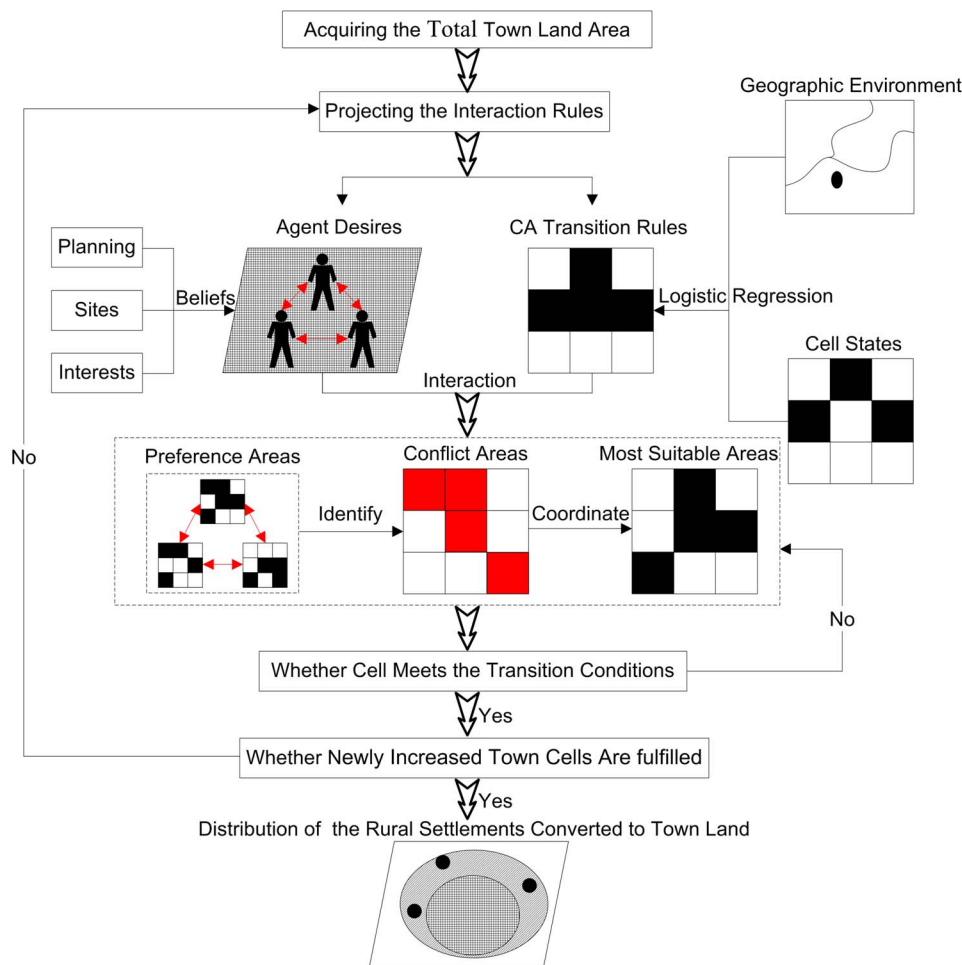 Acquiring the Total Town Land Area
Projecting the Interaction Rules
Geographic Environment
Agent Desires
CA Transition Rules
Planning
Sites
Interests
Beliefs
Logistic Regression
Cell States
Interaction
No
Preference Areas
Conflict Areas
Most Suitable Areas
Identify
Coordinate
No
Whether Cell Meets the Transition Conditions
Yes
Whether Newly Increased Town Cells Are fulfilled
Yes
Distribution of the Rural Settlements Converted to Town Land